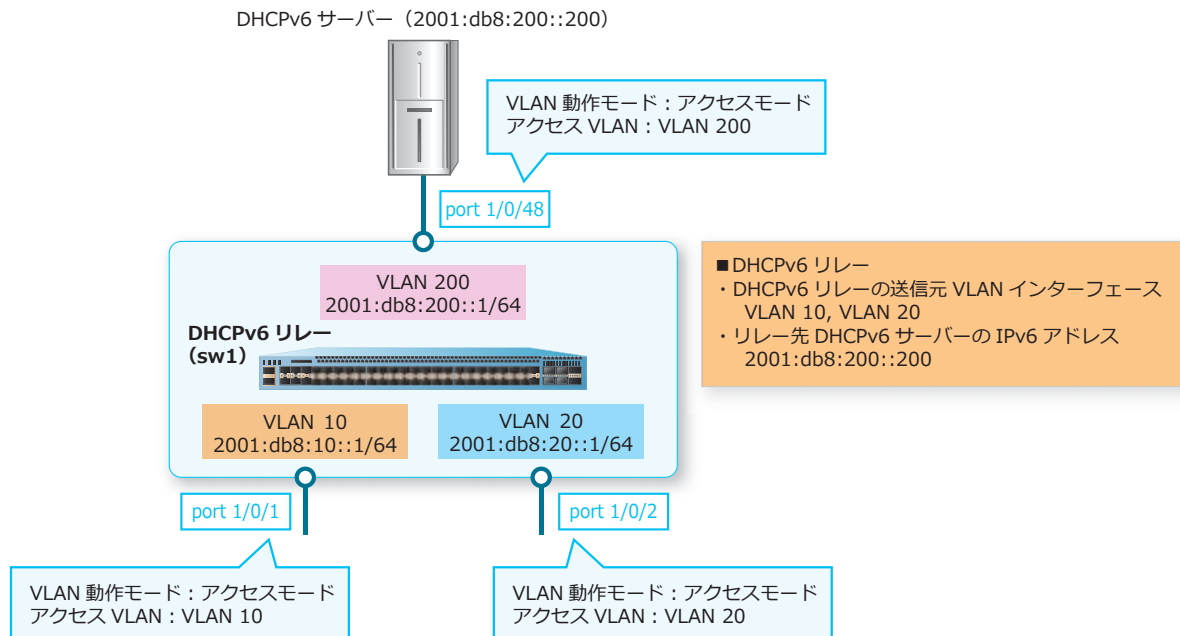 DHCPv6 サーバー（2001:db8:200::200）
VLAN 動作モード：アクセスモード
アクセス VLAN：VLAN 200
port 1/0/48
VLAN 200
2001:db8:200::1/64
DHCPv6 リレー
（sw1）
VLAN 10
2001:db8:10::1/64
VLAN 20
2001:db8:20::1/64
■DHCPv6 リレー
・DHCPv6 リレーの送信元 VLAN インターフェース
VLAN 10, VLAN 20
・リレー先 DHCPv6 サーバーの IPv6 アドレス
2001:db8:200::200
port 1/0/1
port 1/0/2
VLAN 動作モード：アクセスモード
アクセス VLAN：VLAN 10
VLAN 動作モード：アクセスモード
アクセス VLAN：VLAN 20